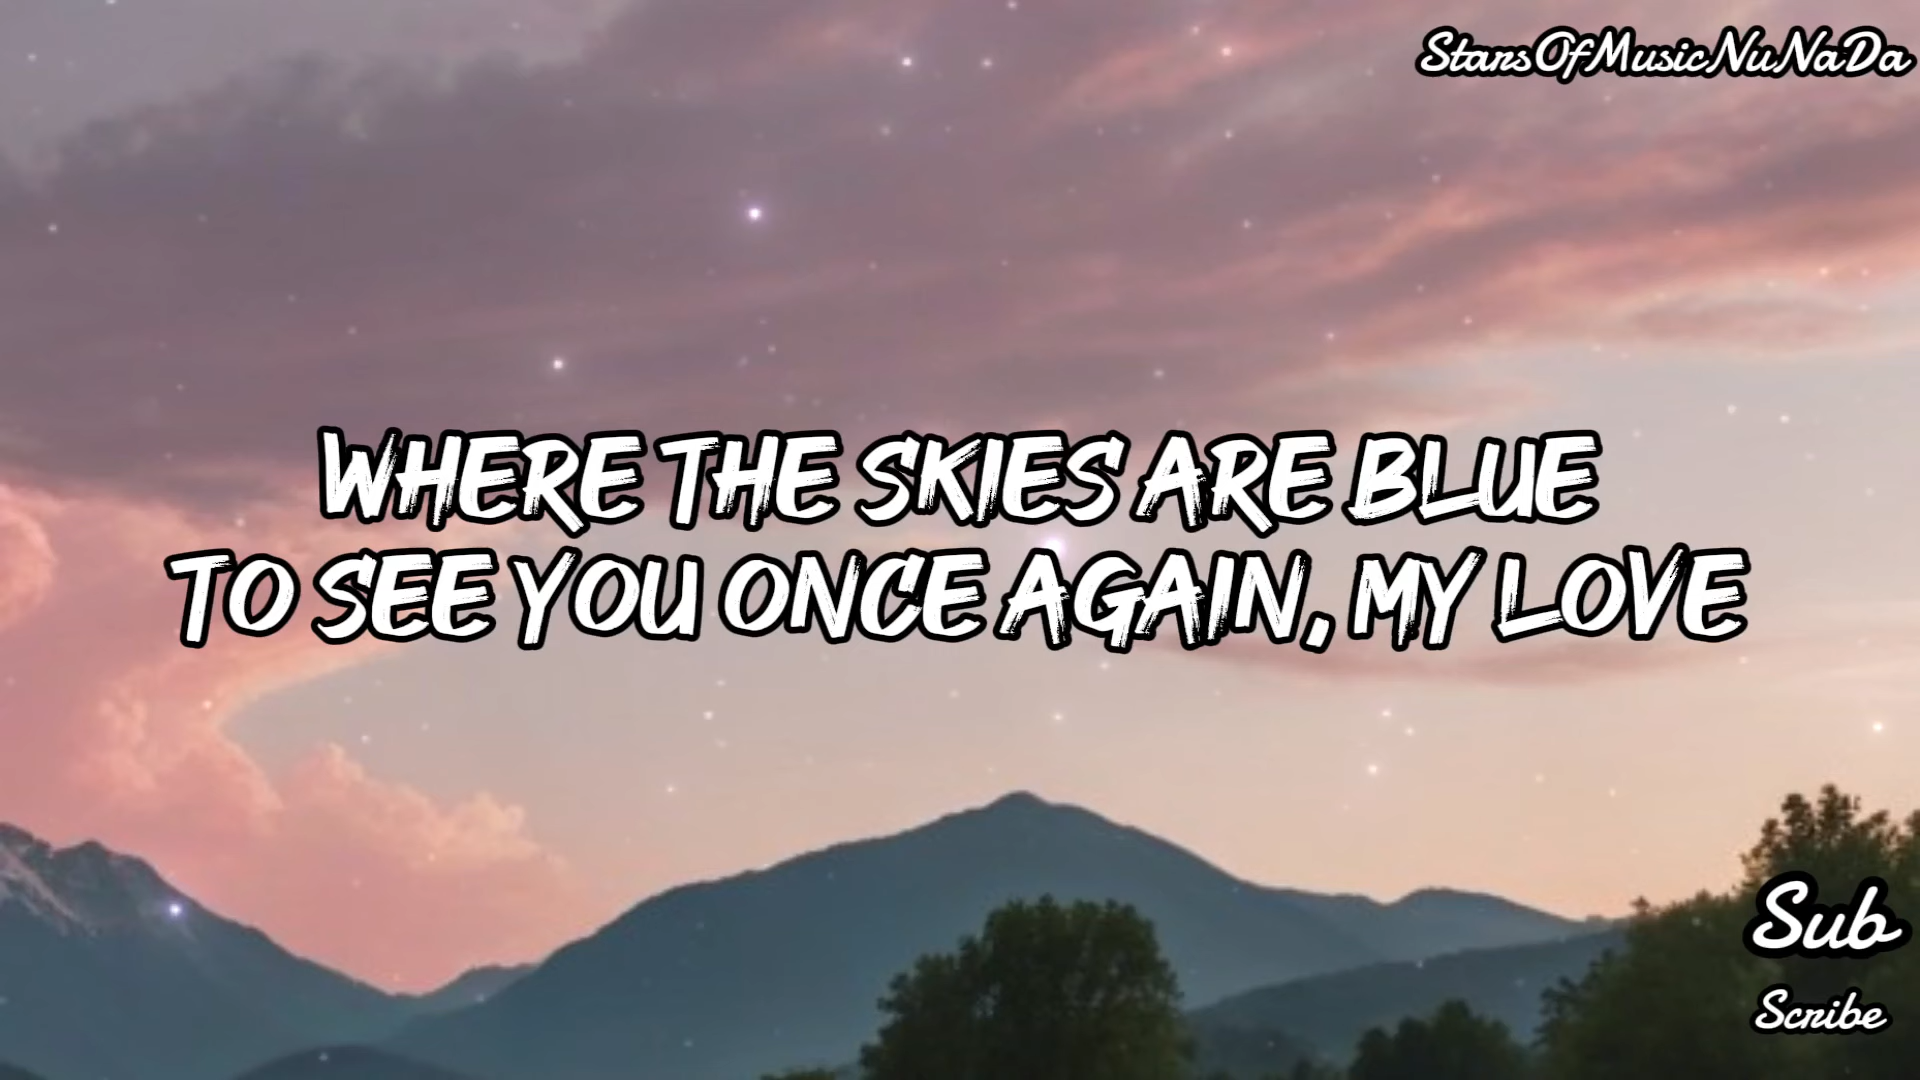 StarsOfMusicNuNaDa
WHERE THE SKIES ARE BLUE
TO SEE YOU ONCE AGAIN, MY LOVE
Sub
Scribe